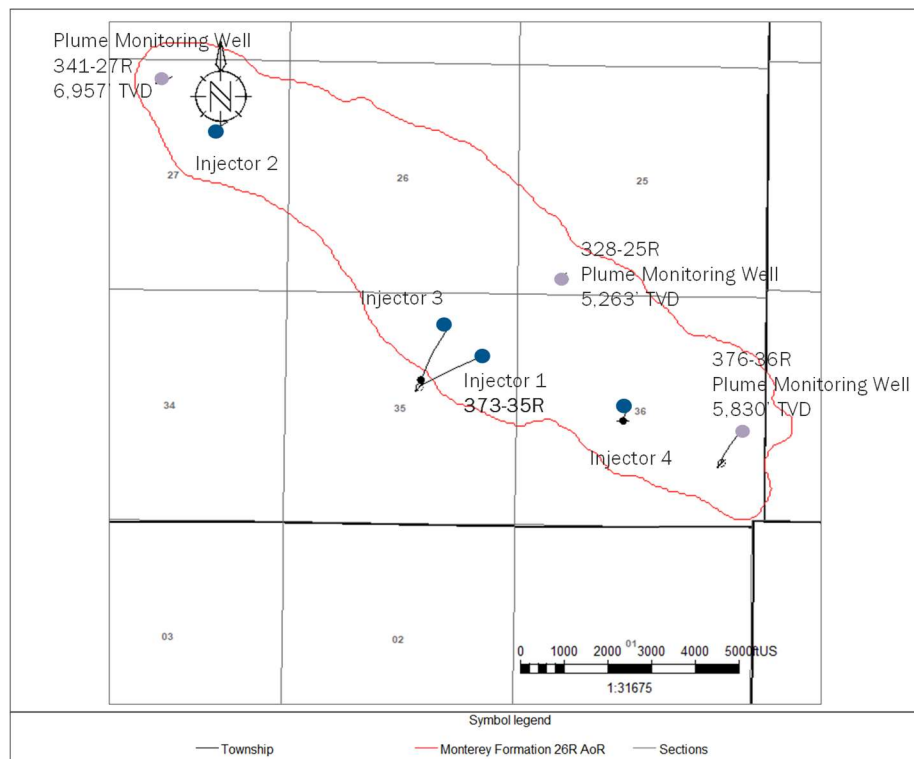 Plume Monitoring Well
341-27R
6,957' TVD
N
Injector 2
27
26
25
328-25R
Plume Monitoring Well
5,263' TVD
Injector 3
376-36R
Plume Monitoring Well
5,830' TVD
Injector 1
373-35R
34
35
36
Injector 4
03
02
01
0 1000 2000 3000 4000 5000ftUS
1:31675
Symbol legend
Township Monterey Formation 26R AoR Sections